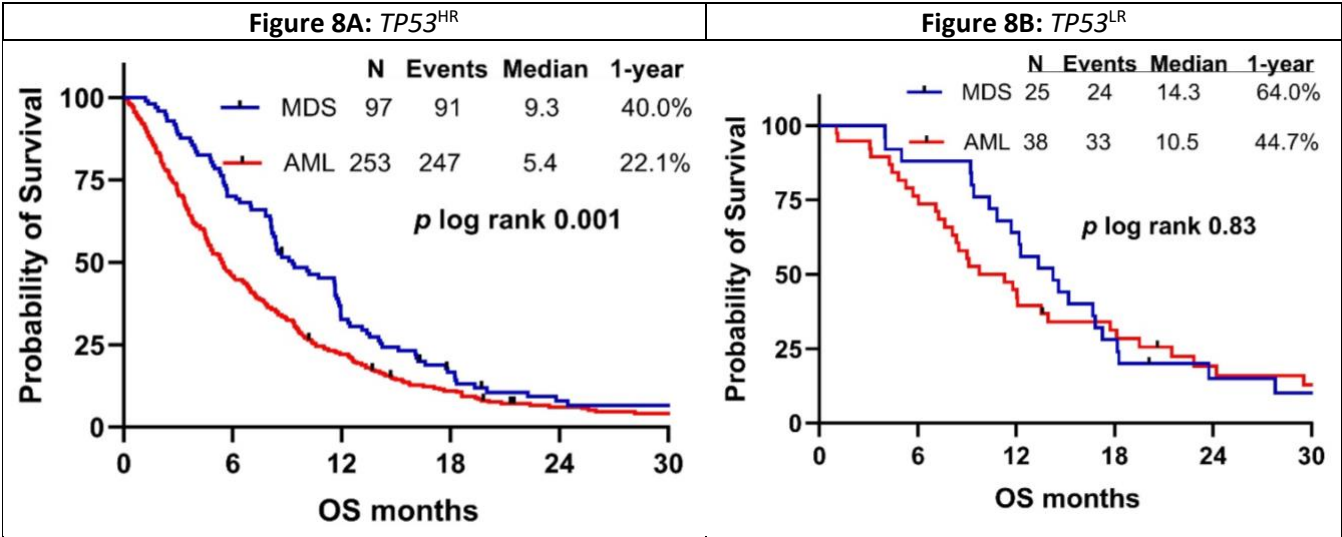 Figure 8A: TP53HR
Figure 8B: TP53LR
N Events Median 1-year
MDS 97 91 9.3 40.0%
AML 253 247 5.4 22.1%
p log rank 0.001
Probability of Survival
100
75
50
25
0
0 6 12 18 24 30
OS months
N Events Median 1-year
MDS 25 24 14.3 64.0%
AML 38 33 10.5 44.7%
p log rank 0.83
Probability of Survival
100
75
50
25
0
0 6 12 18 24 30
OS months